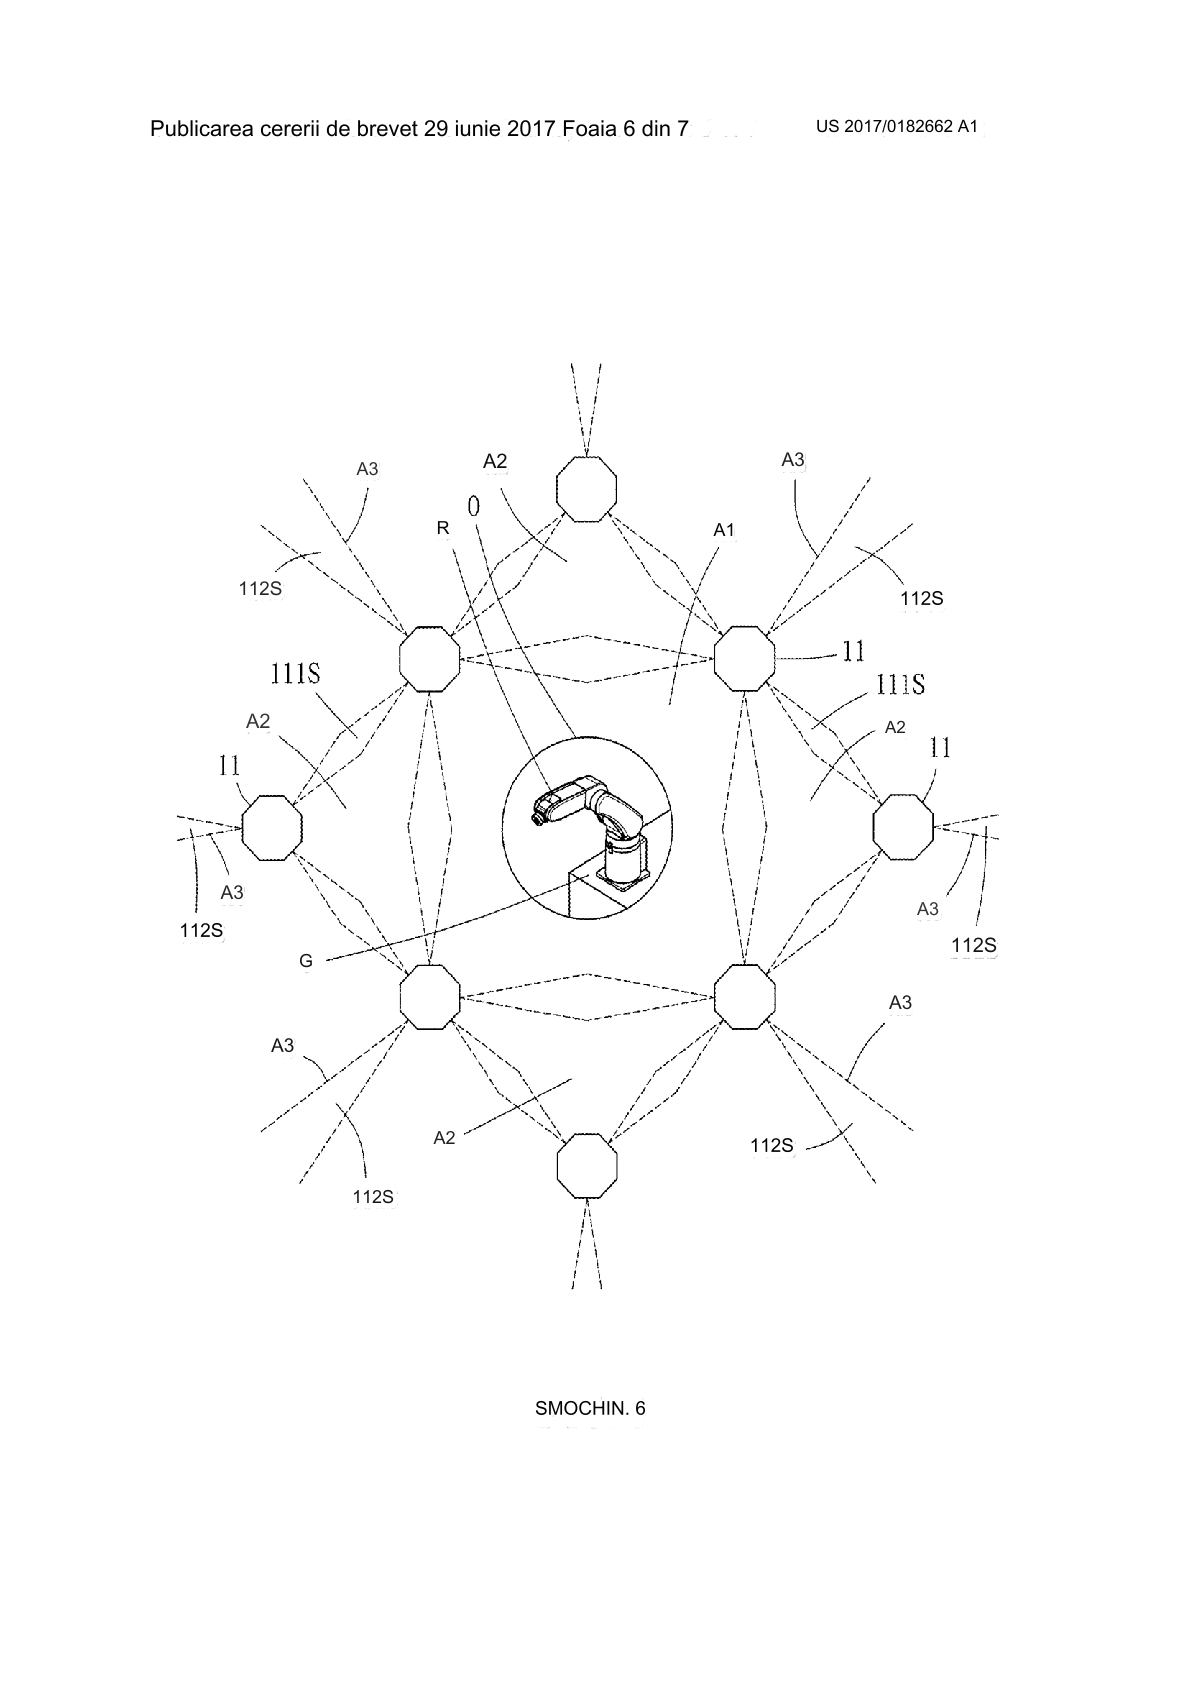 Publicarea cererii de brevet 29 iunie 2017 Foaia 6 din 7
US 2017/0182662 A1
A3
A2
A3
0
R
A1
112S
112S
11
111S
111S
A2
A2
11
11
A3
A3
112S
112S
G
A3
A3
A2
112S
112S
SMOCHIN. 6